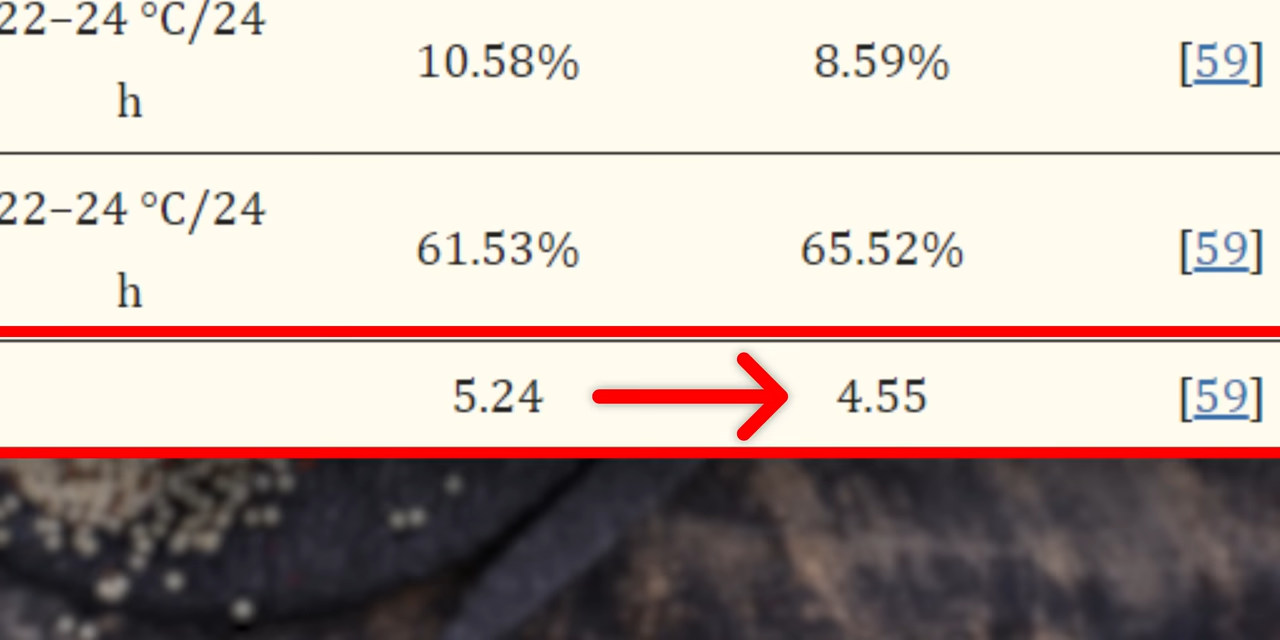 22–24 °C/24
h
10.58%
8.59%
[59]
22–24 °C/24
h
61.53%
65.52%
[59]
5.24
4.55
[59]